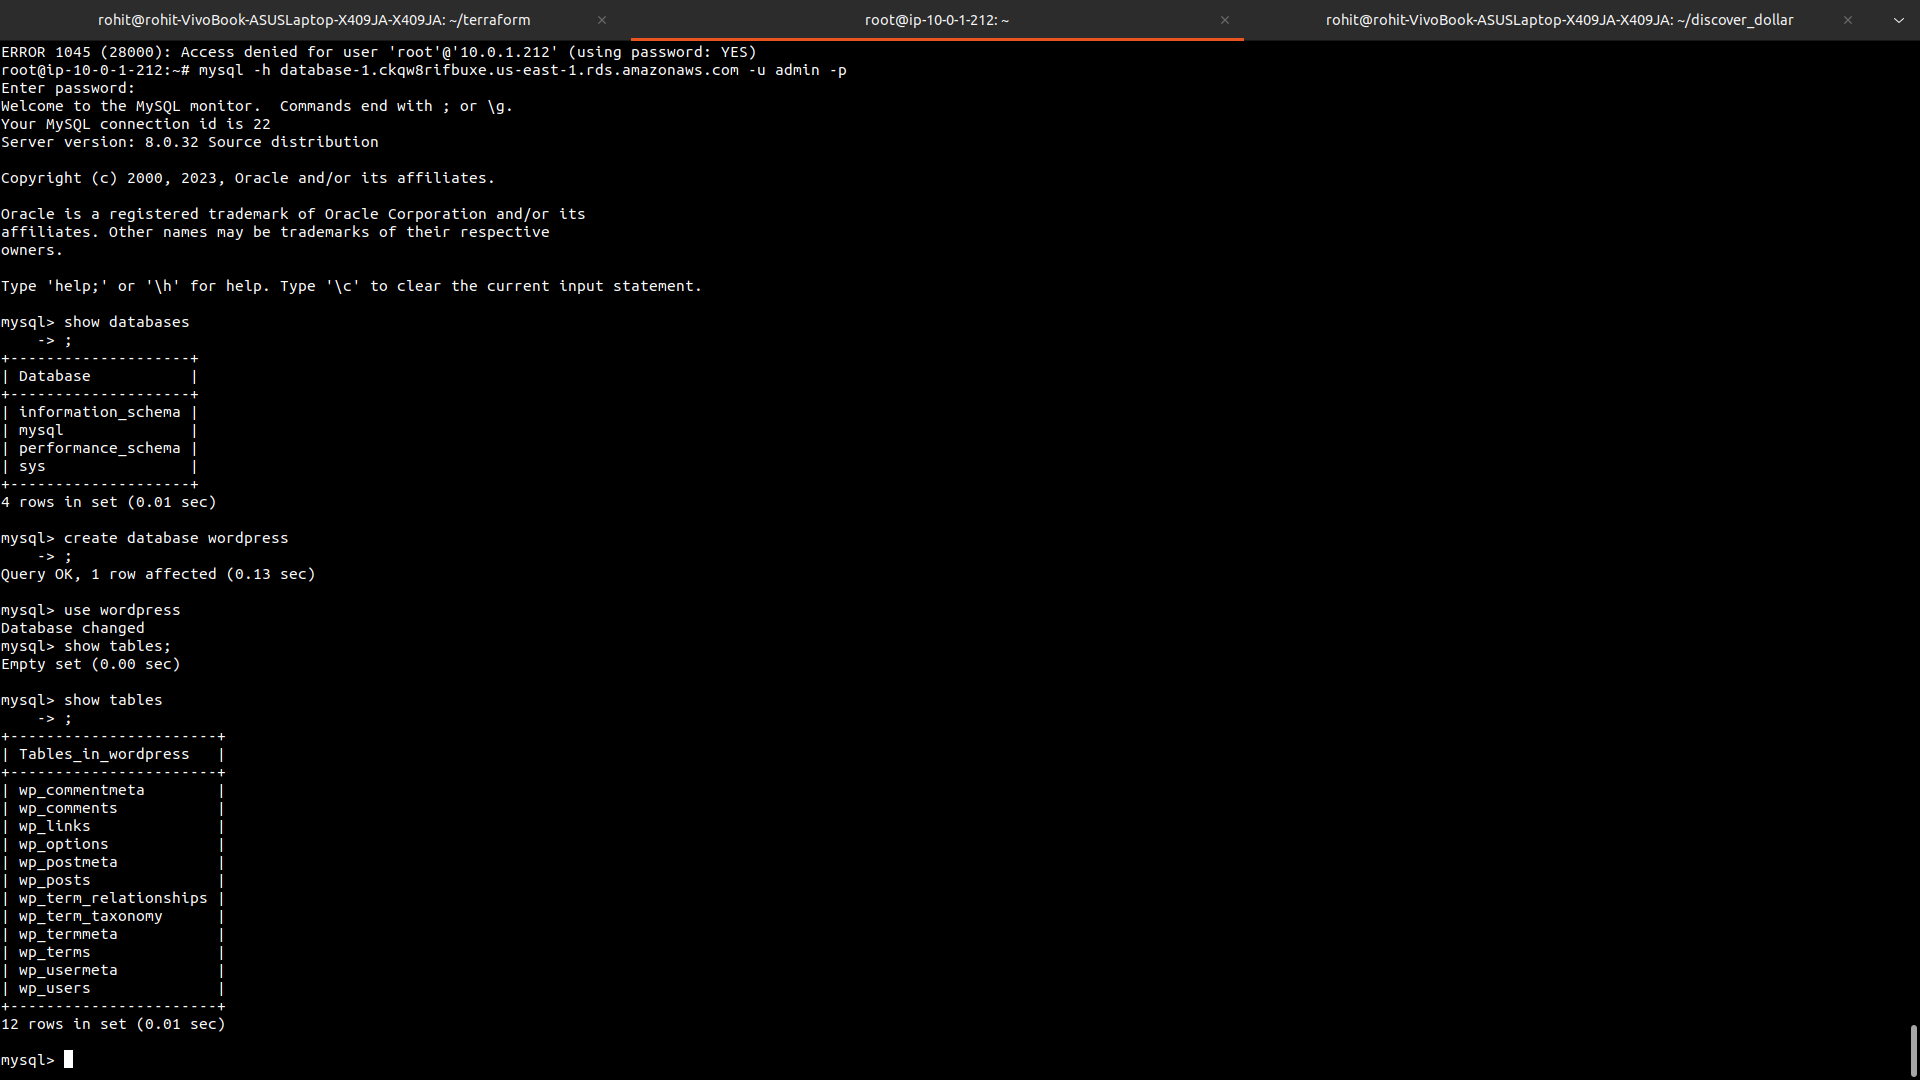 rohit@rohit-VivoBook-ASUSLaptop-X409JA-X409JA: ~/terraform
root@ip-10-0-1-212: ~
rohit@rohit-VivoBook-ASUSLaptop-X409JA-X409JA: ~/discover_dollar
ERROR 1045 (28000): Access denied for user 'root'@'10.0.1.212' (using password: YES)
root@ip-10-0-1-212:~# mysql -h database-1.ckqw8rifbuxe.us-east-1.rds.amazonaws.com -u admin -p
Enter password:
Welcome to the MySQL monitor.  Commands end with ; or \g.
Your MySQL connection id is 22
Server version: 8.0.32 Source distribution
Copyright (c) 2000, 2023, Oracle and/or its affiliates.
Oracle is a registered trademark of Oracle Corporation and/or its
affiliates. Other names may be trademarks of their respective
owners.
Type 'help;' or '\h' for help. Type '\c' to clear the current input statement.
mysql> show databases
    -> ;
+--------------------+
| Database           |
+--------------------+
| information_schema |
| mysql              |
| performance_schema |
| sys                |
+--------------------+
4 rows in set (0.01 sec)
mysql> create database wordpress
    -> ;
Query OK, 1 row affected (0.13 sec)
mysql> use wordpress
Database changed
mysql> show tables;
Empty set (0.00 sec)
mysql> show tables
    -> ;
+-----------------------+
| Tables_in_wordpress   |
+-----------------------+
| wp_commentmeta        |
| wp_comments           |
| wp_links              |
| wp_options            |
| wp_postmeta           |
| wp_posts              |
| wp_term_relationships |
| wp_term_taxonomy      |
| wp_termmeta           |
| wp_terms              |
| wp_usermeta           |
| wp_users              |
+-----------------------+
12 rows in set (0.01 sec)
mysql>